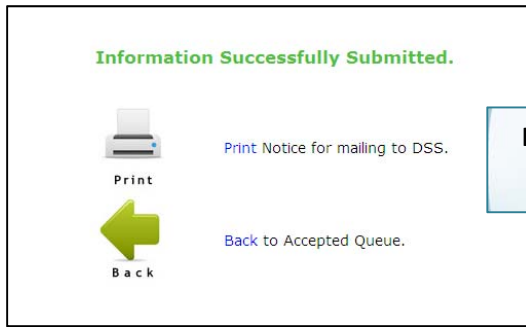 Information Successfully Submitted.
Print Notice for mailing to DSS.
Print
Back to Accepted Queue.
Back